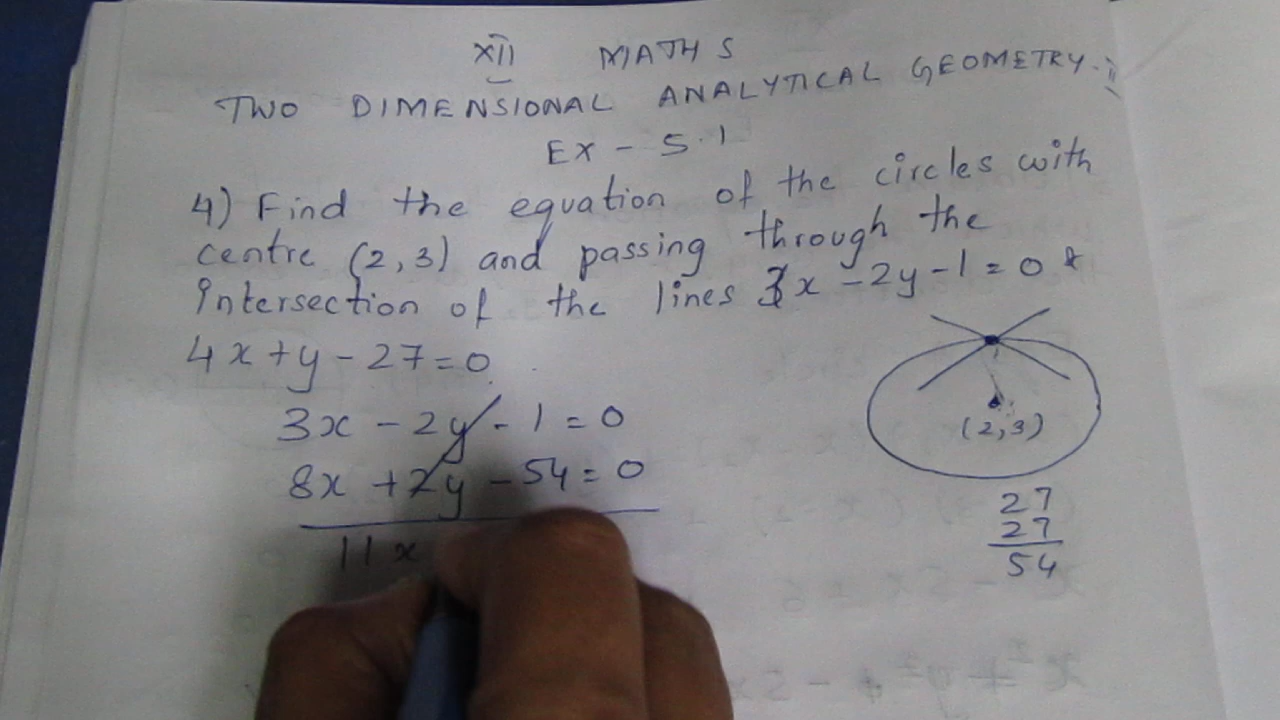 XII MATHS
TWO DIMENSIONAL ANALYTICAL GEOMETRY.
EX - 5.1
4) Find the equation of the circles with
centre (2,3) and passing through the
intersection of the lines 3x - 2y - 1 = 0 &
4x + y - 27 = 0
3x - 2y - 1 = 0
8x + 2y - 54 = 0
11x
(2,3)
27
27
54